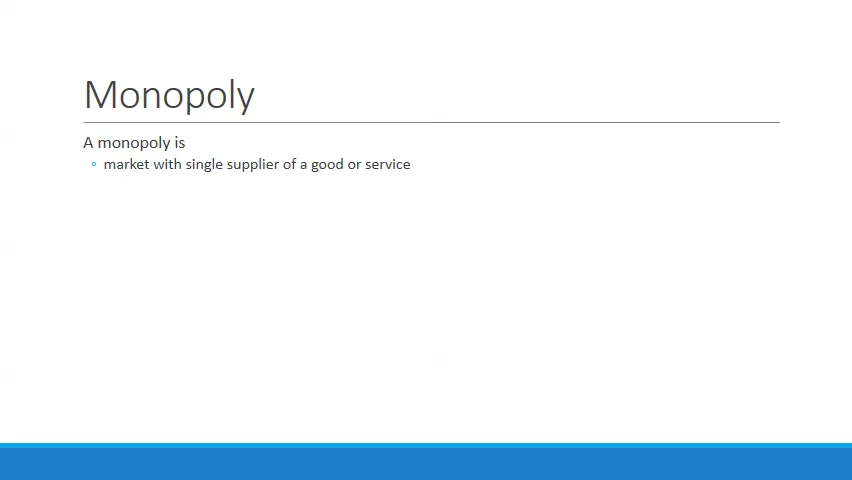 Monopoly
A monopoly is
◦ market with single supplier of a good or service